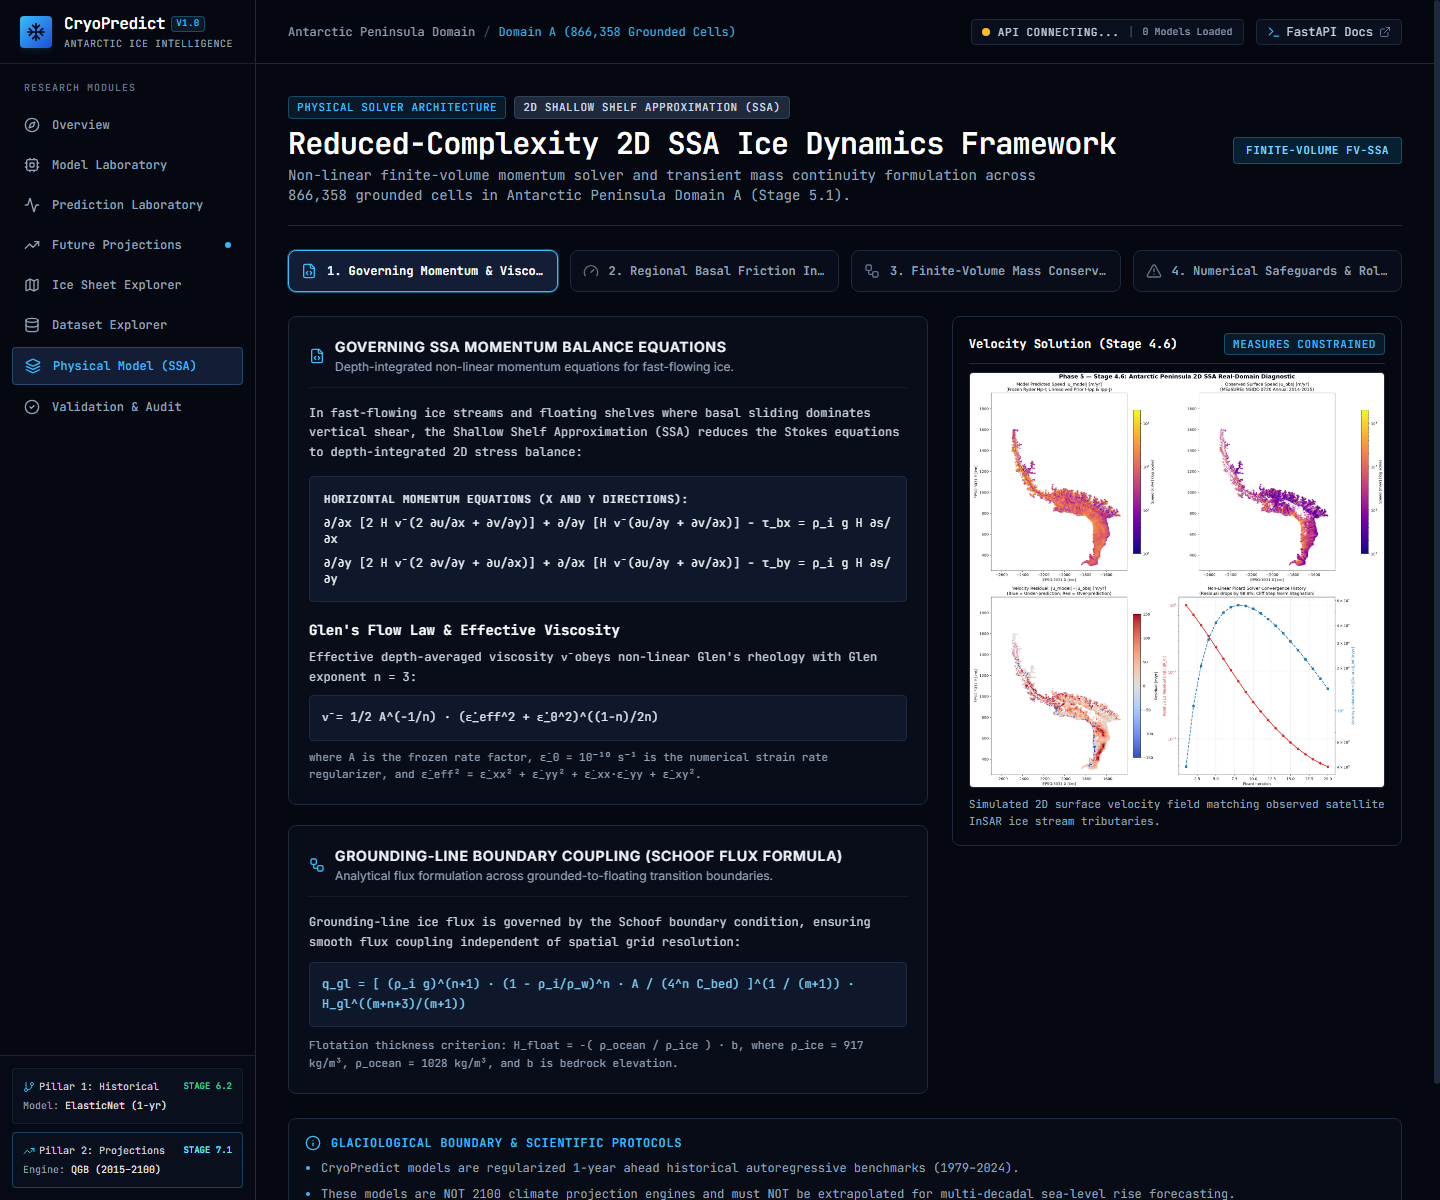 CryoPredict V1.0
ANTARCTIC ICE INTELLIGENCE
RESEARCH MODULES
Overview
Model Laboratory
Prediction Laboratory
Future Projections
Ice Sheet Explorer
Dataset Explorer
Physical Model (SSA)
Validation & Audit
Pillar 1: Historical STAGE 6.2
Model: ElasticNet (1-yr)
Pillar 2: Projections STAGE 7.1
Engine: QGB (2015–2100)
Antarctic Peninsula Domain / Domain A (866,358 Grounded Cells)
API CONNECTING... | 0 Models Loaded
FastAPI Docs
PHYSICAL SOLVER ARCHITECTURE
2D SHALLOW SHELF APPROXIMATION (SSA)
Reduced-Complexity 2D SSA Ice Dynamics Framework
Non-linear finite-volume momentum solver and transient mass continuity formulation across
866,358 grounded cells in Antarctic Peninsula Domain A (Stage 5.1).
FINITE-VOLUME FV-SSA
1. Governing Momentum & Visco…
2. Regional Basal Friction In…
3. Finite-Volume Mass Conserv…
4. Numerical Safeguards & Rol…
GOVERNING SSA MOMENTUM BALANCE EQUATIONS
Depth-integrated non-linear momentum equations for fast-flowing ice.
In fast-flowing ice streams and floating shelves where basal sliding dominates
vertical shear, the Shallow Shelf Approximation (SSA) reduces the Stokes equations
to depth-integrated 2D stress balance:
HORIZONTAL MOMENTUM EQUATIONS (X AND Y DIRECTIONS):
∂/∂x [2 H ν̄ (2 ∂u/∂x + ∂v/∂y)] + ∂/∂y [H ν̄ (∂u/∂y + ∂v/∂x)] - τ_bx = ρ_i g H ∂s/
∂x
∂/∂y [2 H ν̄ (2 ∂v/∂y + ∂u/∂x)] + ∂/∂x [H ν̄ (∂u/∂y + ∂v/∂x)] - τ_by = ρ_i g H ∂s/
∂y
Glen's Flow Law & Effective Viscosity
Effective depth-averaged viscosity ν̄ obeys non-linear Glen's rheology with Glen
exponent n = 3:
ν̄ = 1/2 A^(-1/n) · (ε̇_eff^2 + ε̇_0^2)^((1-n)/2n)
where A is the frozen rate factor, ε̇_0 = 10⁻¹⁰ s⁻¹ is the numerical strain rate
regularizer, and ε̇_eff² = ε̇_xx² + ε̇_yy² + ε̇_xx·ε̇_yy + ε̇_xy².
GROUNDING-LINE BOUNDARY COUPLING (SCHOOF FLUX FORMULA)
Analytical flux formulation across grounded-to-floating transition boundaries.
Grounding-line ice flux is governed by the Schoof boundary condition, ensuring
smooth flux coupling independent of spatial grid resolution:
q_gl = [ (ρ_i g)^(n+1) · (1 - ρ_i/ρ_w)^n · A / (4^n C_bed) ]^(1 / (m+1)) ·
H_gl^((m+n+3)/(m+1))
Flotation thickness criterion: H_float = -( ρ_ocean / ρ_ice ) · b, where ρ_ice = 917
kg/m³, ρ_ocean = 1028 kg/m³, and b is bedrock elevation.
Velocity Solution (Stage 4.6)
MEASURES CONSTRAINED
Phase 5 — Stage 4.6: Antarctic Peninsula 2D SSA Real-Domain Diagnostic
Simulated 2D surface velocity field matching observed satellite
InSAR ice stream tributaries.
GLACIOLOGICAL BOUNDARY & SCIENTIFIC PROTOCOLS
• CryoPredict models are regularized 1-year ahead historical autoregressive benchmarks (1979–2024).
• These models are NOT 2100 climate projection engines and must NOT be extrapolated for multi-decadal sea-level rise forecasting.